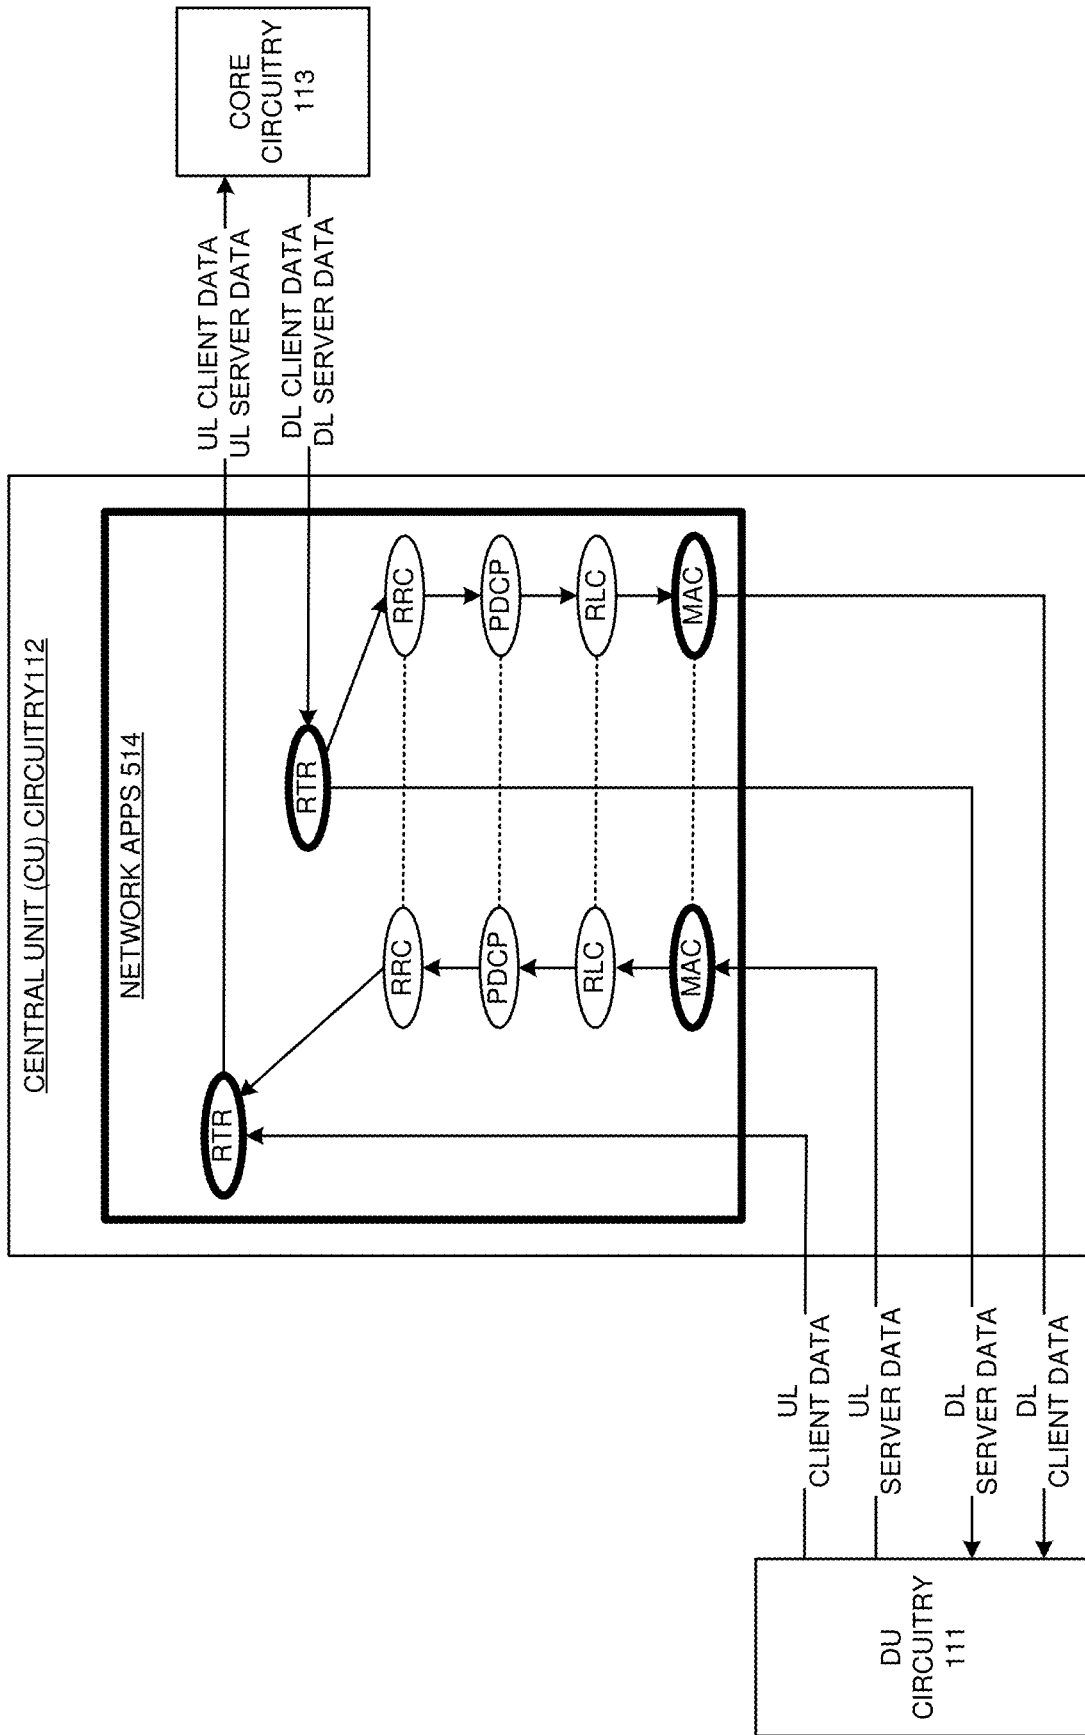 CENTRAL UNIT (CU) CIRCUITRY112
NETWORK APPS 514
RTR
UL CLIENT DATA
UL SERVER DATA
CORE
CIRCUITRY
113
RTR
DL CLIENT DATA
DL SERVER DATA
RRC
RRC
PDCP
PDCP
RLC
RLC
MAC
MAC
DU
CIRCUITRY
111
UL
CLIENT DATA
UL
SERVER DATA
DL
SERVER DATA
DL
CLIENT DATA